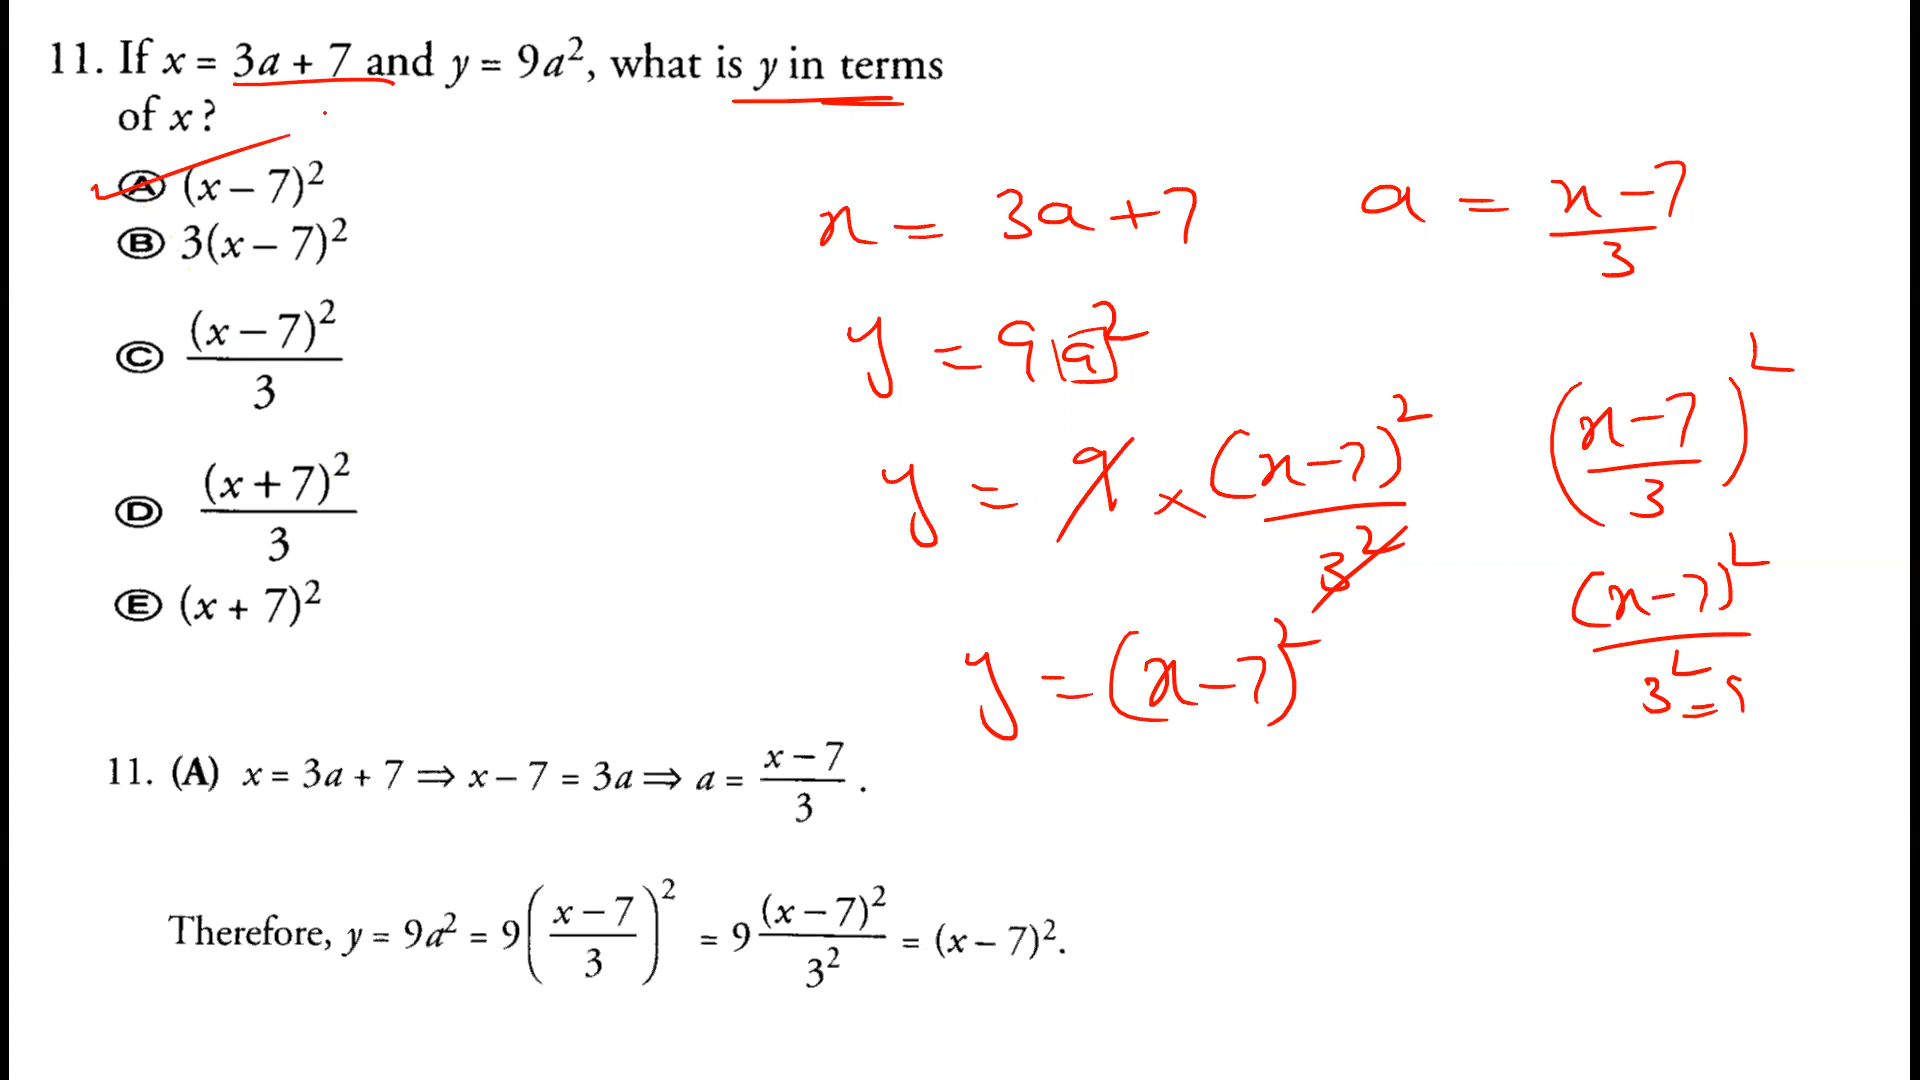 11. If x = 3a + 7 and y = 9a², what is y in terms
of x?
Ⓐ (x – 7)²
Ⓑ 3(x – 7)²
Ⓒ (x – 7)² / 3
Ⓓ (x + 7)² / 3
Ⓔ (x + 7)²
x = 3a + 7
a = x – 7 / 3
y = 9 a²
y = 9 × (x – 7)² / 3²
(x – 7 / 3)²
(x – 7)² / 3² = 9
y = (x – 7)²
11. (A) x = 3a + 7 ⇒ x – 7 = 3a ⇒ a = x – 7 / 3 .
Therefore, y = 9a² = 9(x – 7 / 3)² = 9 (x – 7)² / 3² = (x – 7)².